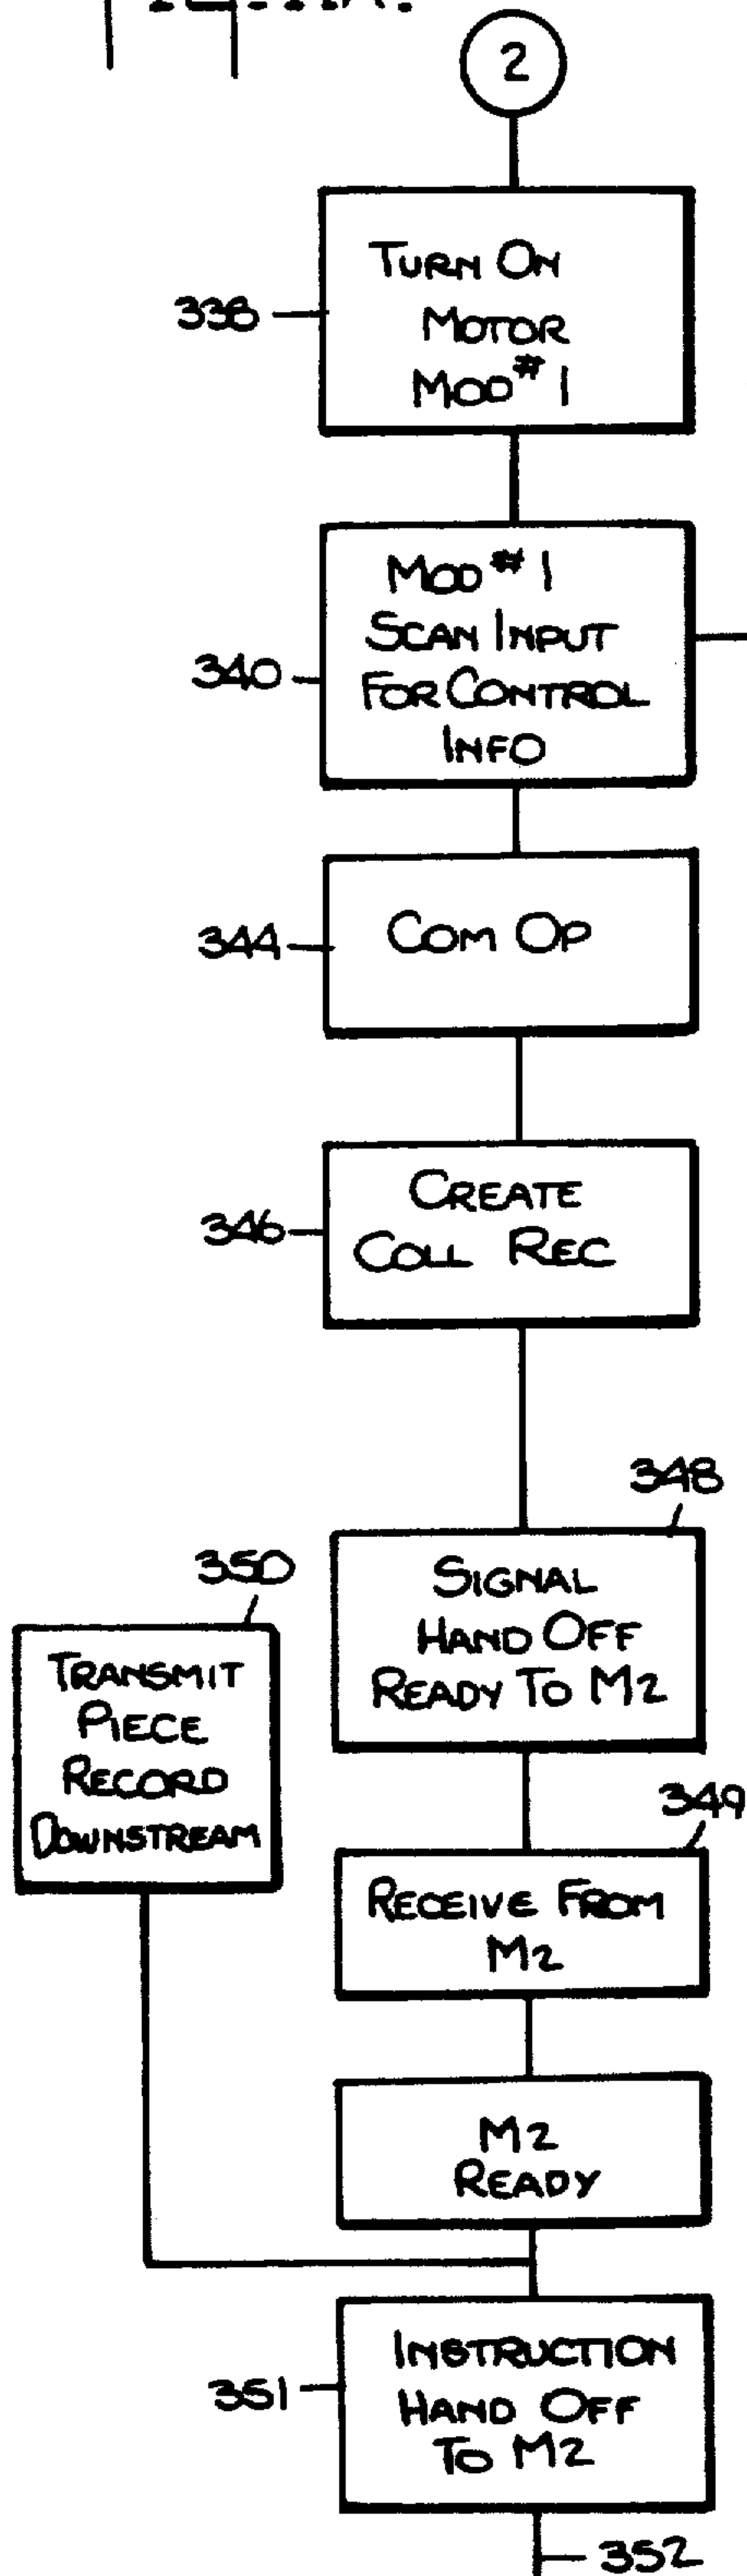 2
TURN ON
MOTOR
MOD #1
338
MOD #1
SCAN INPUT
FOR CONTROL
INFO
340
COM OP
344
CREATE
COLL REC
346
348
SIGNAL
HAND OFF
READY TO M2
350
TRANSMIT
PIECE
RECORD
DOWNSTREAM
349
RECEIVE FROM
M2
M2
READY
INSTRUCTION
HAND OFF
TO M2
351
352